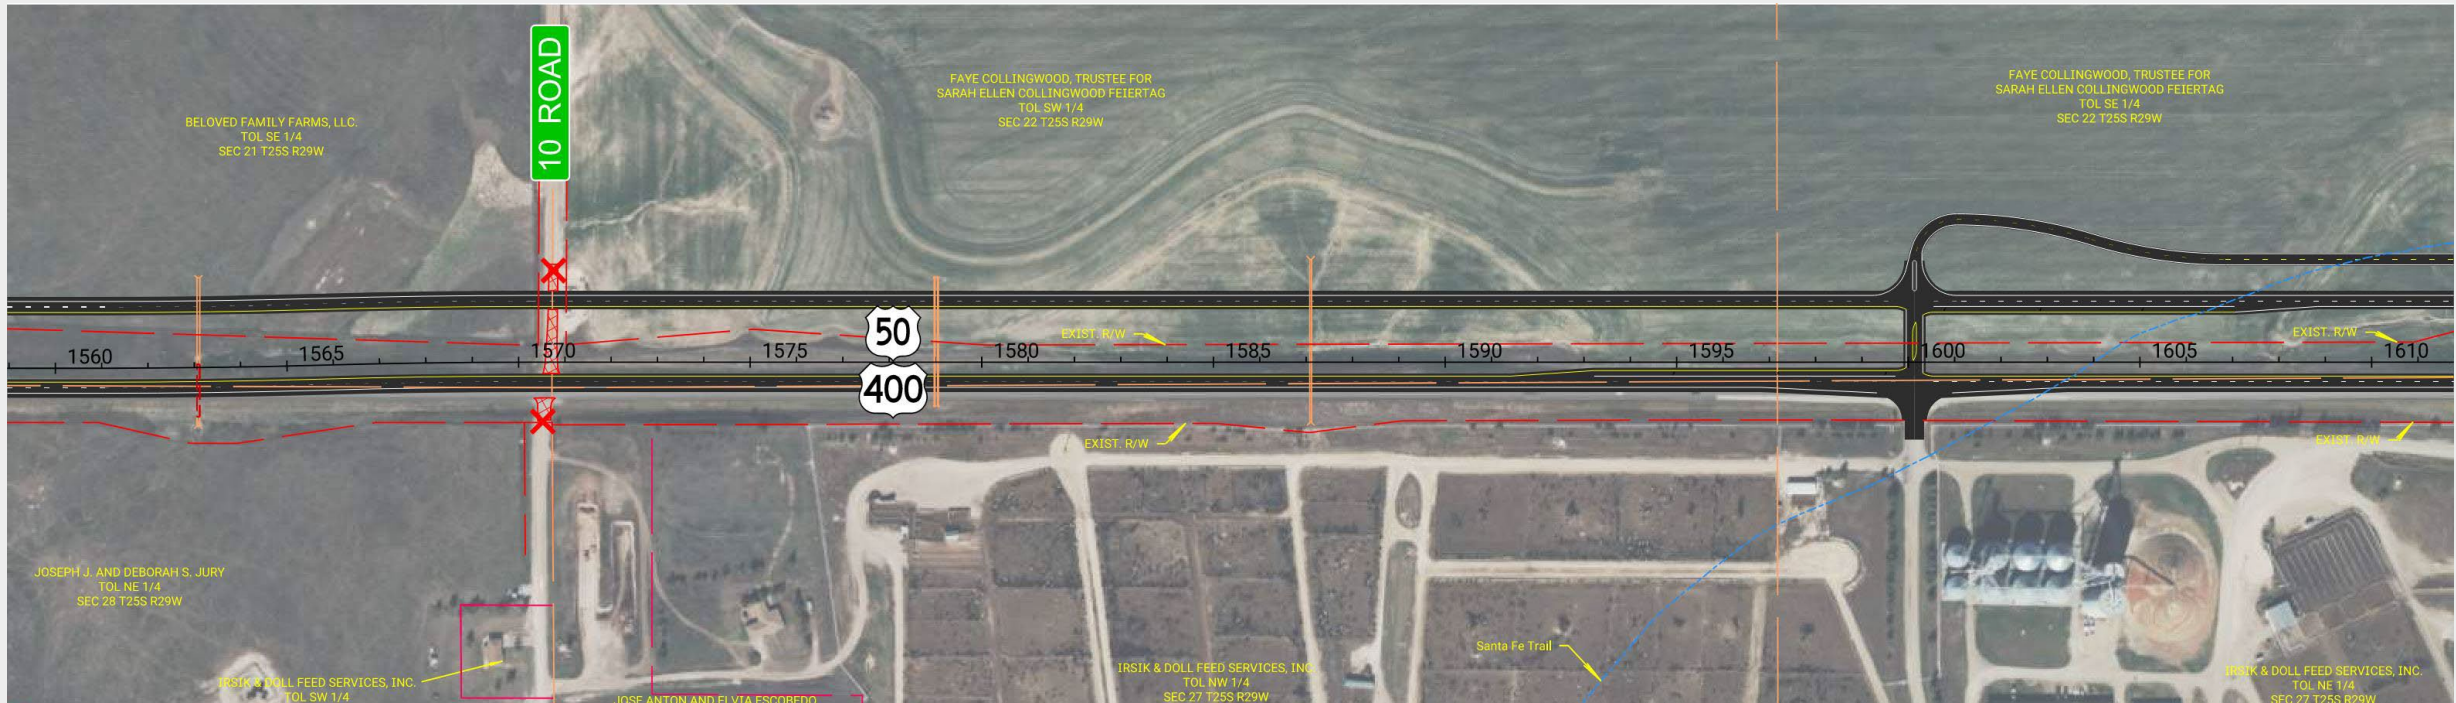 10 ROAD
BELOVED FAMILY FARMS, LLC.
TOL SE 1/4
SEC 21 T25S R29W
FAYE COLLINGWOOD, TRUSTEE FOR
SARAH ELLEN COLLINGWOOD FEIERTAG
TOL SW 1/4
SEC 22 T25S R29W
FAYE COLLINGWOOD, TRUSTEE FOR
SARAH ELLEN COLLINGWOOD FEIERTAG
TOL SE 1/4
SEC 22 T25S R29W
50
EXIST. R/W
EXIST. R/W
1560
1565
1570
1575
1580
1585
1590
1595
1600
1605
1610
400
EXIST. R/W
EXIST. R/W
JOSEPH J. AND DEBORAH S. JURY
TOL NE 1/4
SEC 28 T25S R29W
Santa Fe Trail
IRSIK & DOLL FEED SERVICES, INC.
TOL SW 1/4
JOSE ANTON AND ELVIA ESCOBEDO
IRSIK & DOLL FEED SERVICES, INC
TOL NW 1/4
SEC 27 T25S R29W
IRSIK & DOLL FEED SERVICES, INC.
TOL NE 1/4
SEC 27 T25S R29W